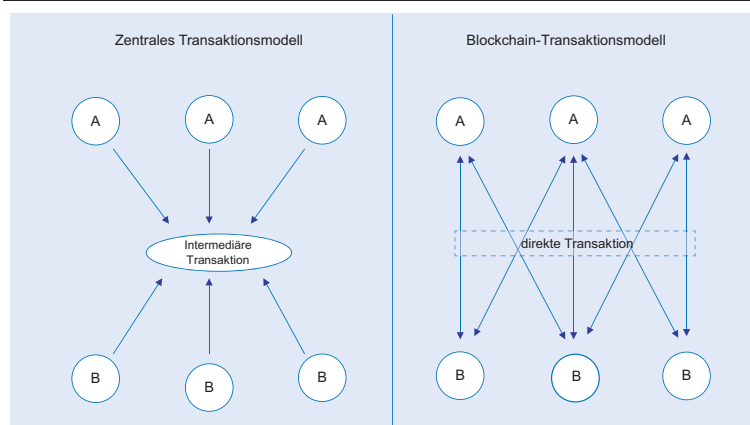 Zentrales Transaktionsmodell
A A A
Intermediäre
Transaktion
B B B
Blockchain-Transaktionsmodell
A A A
direkte Transaktion
B B B